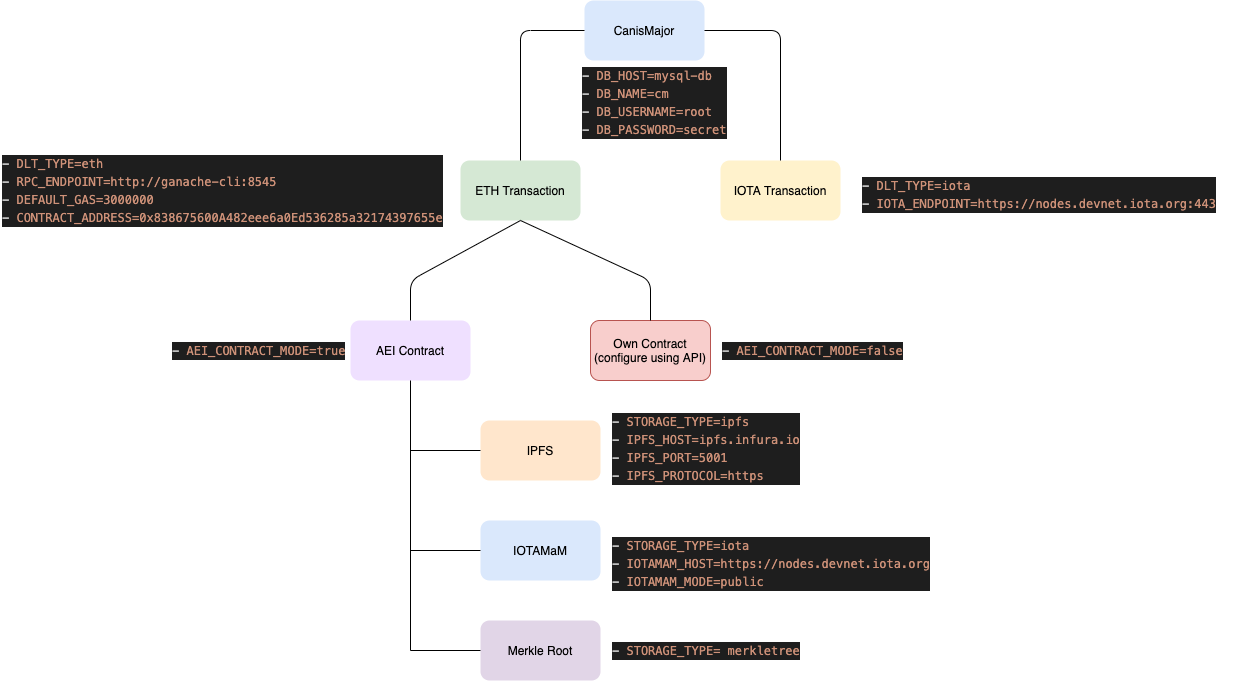 CanisMajor
- DB_HOST=mysql-db
- DB_NAME=cm
- DB_USERNAME=root
- DB_PASSWORD=secret
- DLT_TYPE=eth
- RPC_ENDPOINT=http://ganache-cli:8545
- DEFAULT_GAS=3000000
- CONTRACT_ADDRESS=0x838675600A482eee6a0Ed536285a32174397655e
ETH Transaction
IOTA Transaction
- DLT_TYPE=iota
- IOTA_ENDPOINT=https://nodes.devnet.iota.org:443
- AEI_CONTRACT_MODE=true
AEI Contract
Own Contract
(configure using API)
- AEI_CONTRACT_MODE=false
IPFS
- STORAGE_TYPE=ipfs
- IPFS_HOST=ipfs.infura.io
- IPFS_PORT=5001
- IPFS_PROTOCOL=https
IOTAMaM
- STORAGE_TYPE=iota
- IOTAMAM_HOST=https://nodes.devnet.iota.org
- IOTAMAM_MODE=public
Merkle Root
- STORAGE_TYPE= merkletree